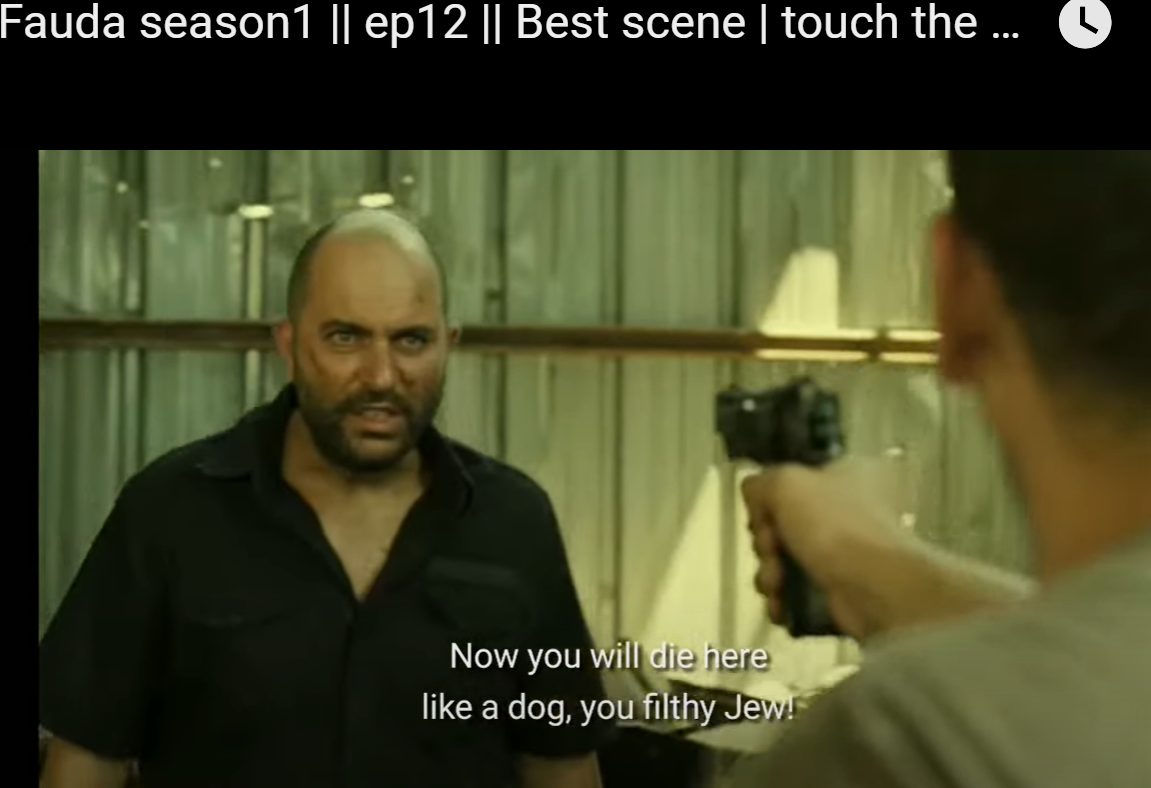 Fauda season1 || ep12 || Best scene | touch the ...
Now you will die here
like a dog, you filthy Jew!